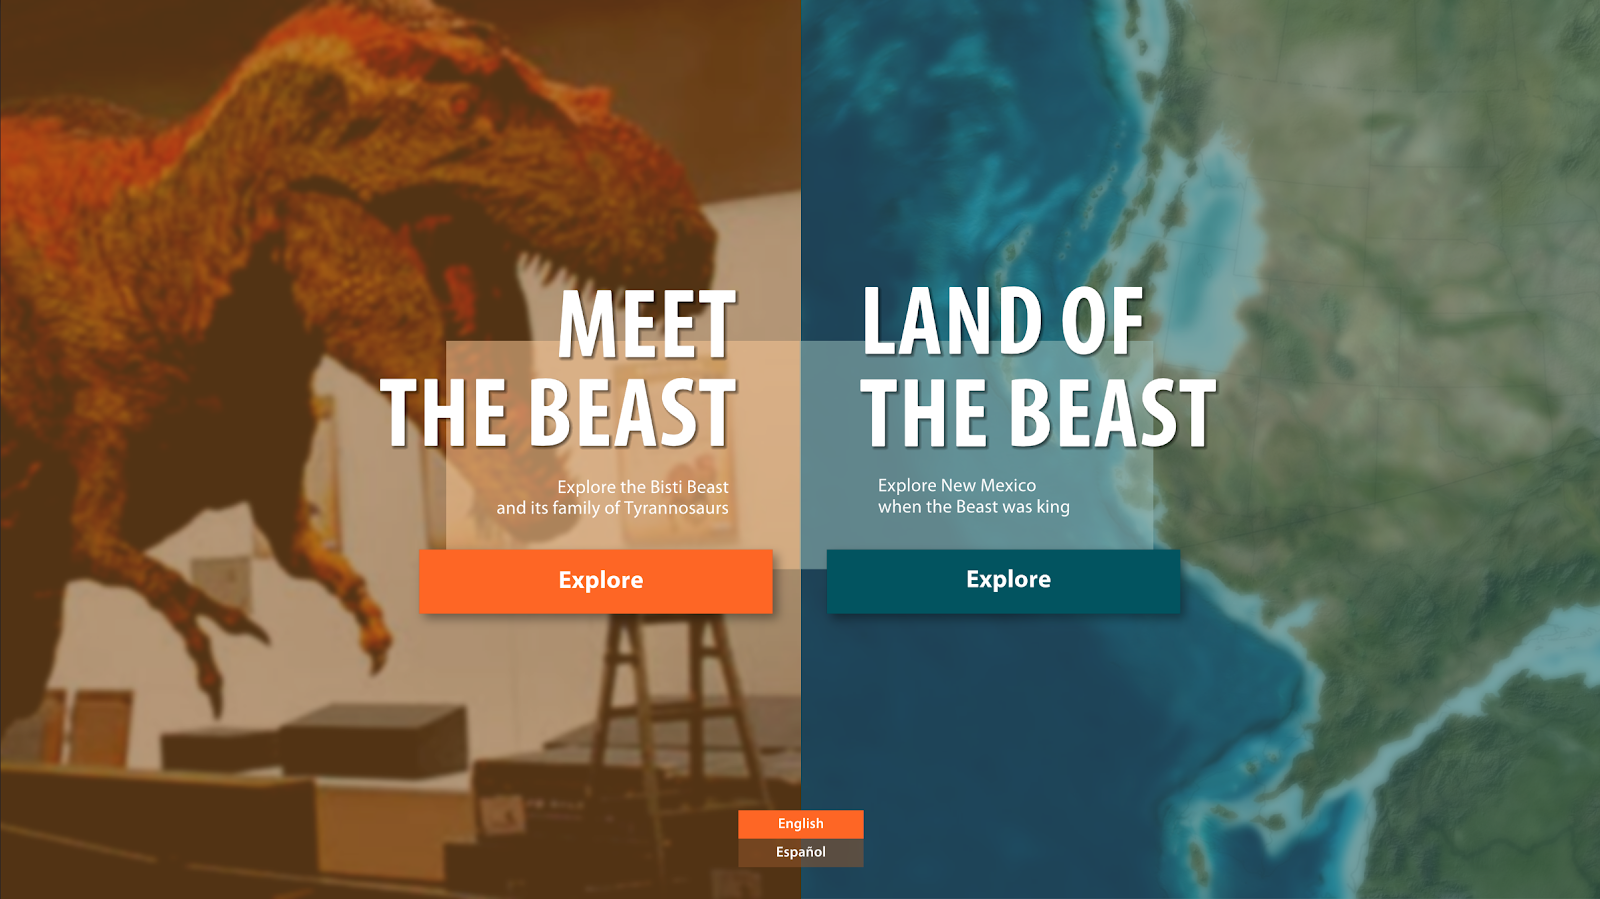 MEET
THE BEAST
Explore the Bisti Beast
and its family of Tyrannosaurs
Explore
LAND OF
THE BEAST
Explore New Mexico
when the Beast was king
Explore
English
Español